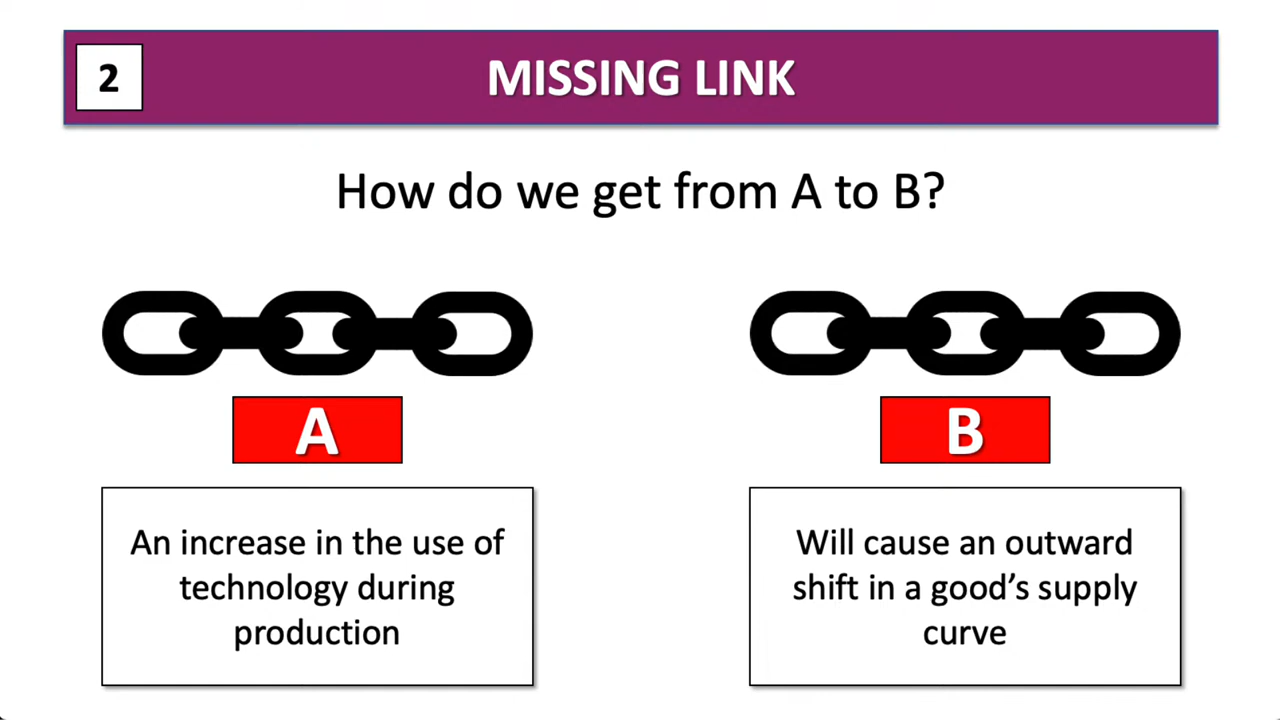 2
MISSING LINK
How do we get from A to B?
A
An increase in the use of
technology during
production
B
Will cause an outward
shift in a good’s supply
curve